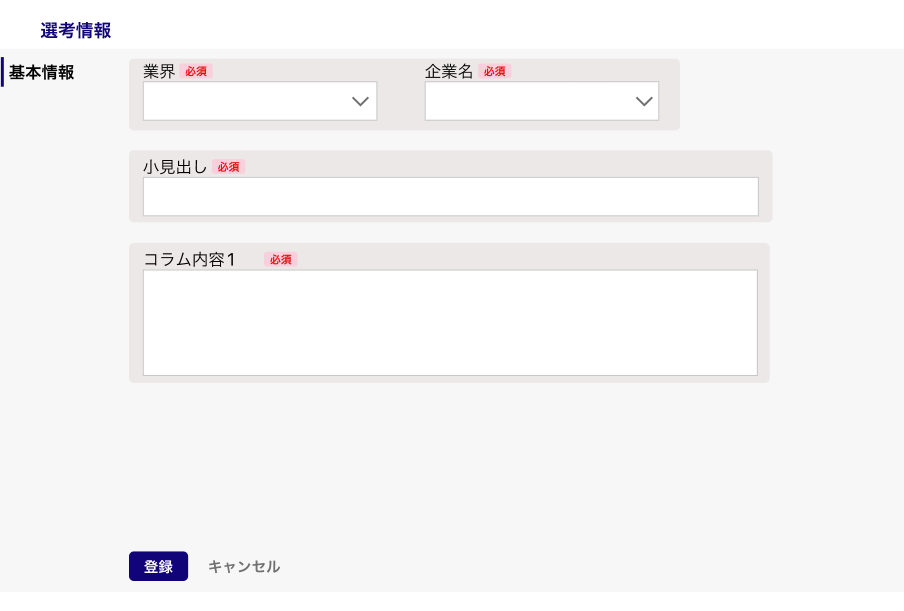 選考情報
基本情報
業界 必須 企業名 必須
小見出し 必須
コラム内容1 必須
登録 キャンセル